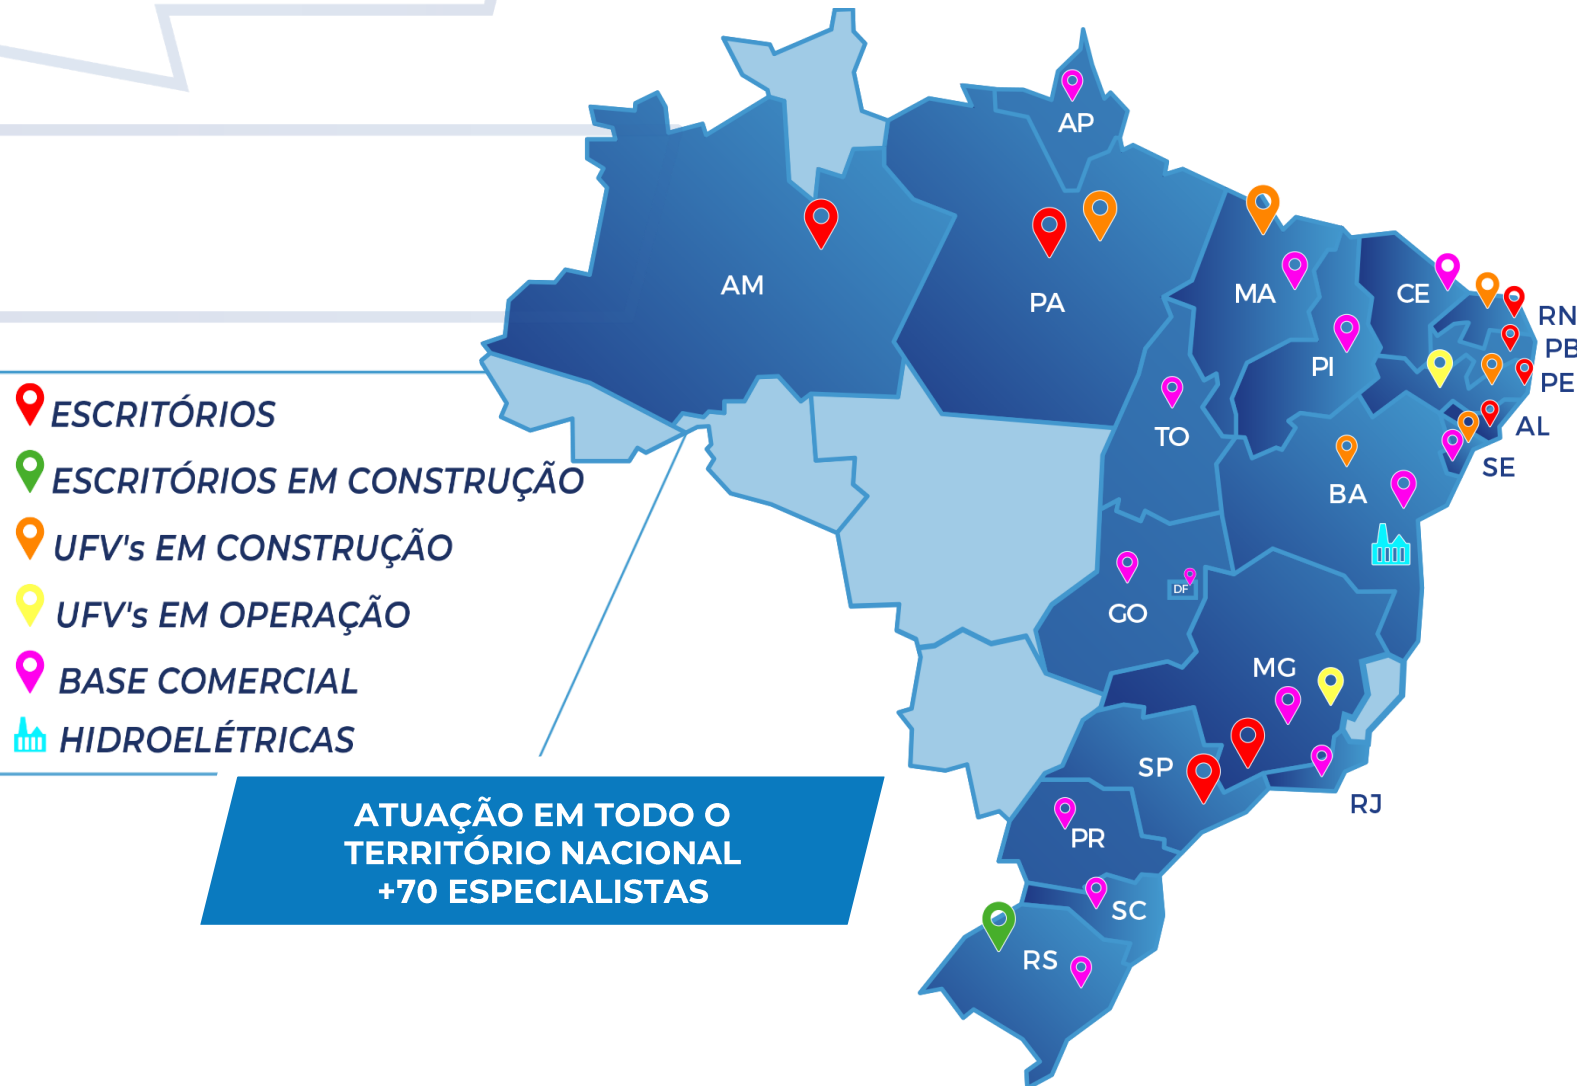 AP
AM
PA
MA
CE
RN
PB
PI
PE
AL
TO
SE
BA
DF
GO
MG
SP
RJ
PR
SC
RS
ESCRITÓRIOS
ESCRITÓRIOS EM CONSTRUÇÃO
UFV's EM CONSTRUÇÃO
UFV's EM OPERAÇÃO
BASE COMERCIAL
HIDROELÉTRICAS
ATUAÇÃO EM TODO O
TERRITÓRIO NACIONAL
+70 ESPECIALISTAS